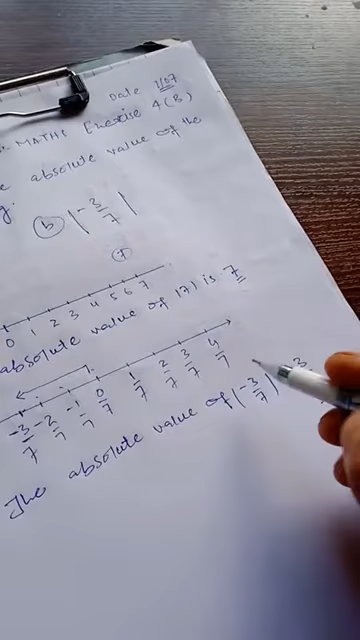 Date 2/07
MATHS Exercise 4(B)
absolute value of the
(b) |-3/7|
7
0 1 2 3 4 5 6 7
absolute value of |7| is 7
-3/7 -2/7 -1/7 0/7 1/7 2/7 3/7 4/7
The absolute value of |-3/7| 3